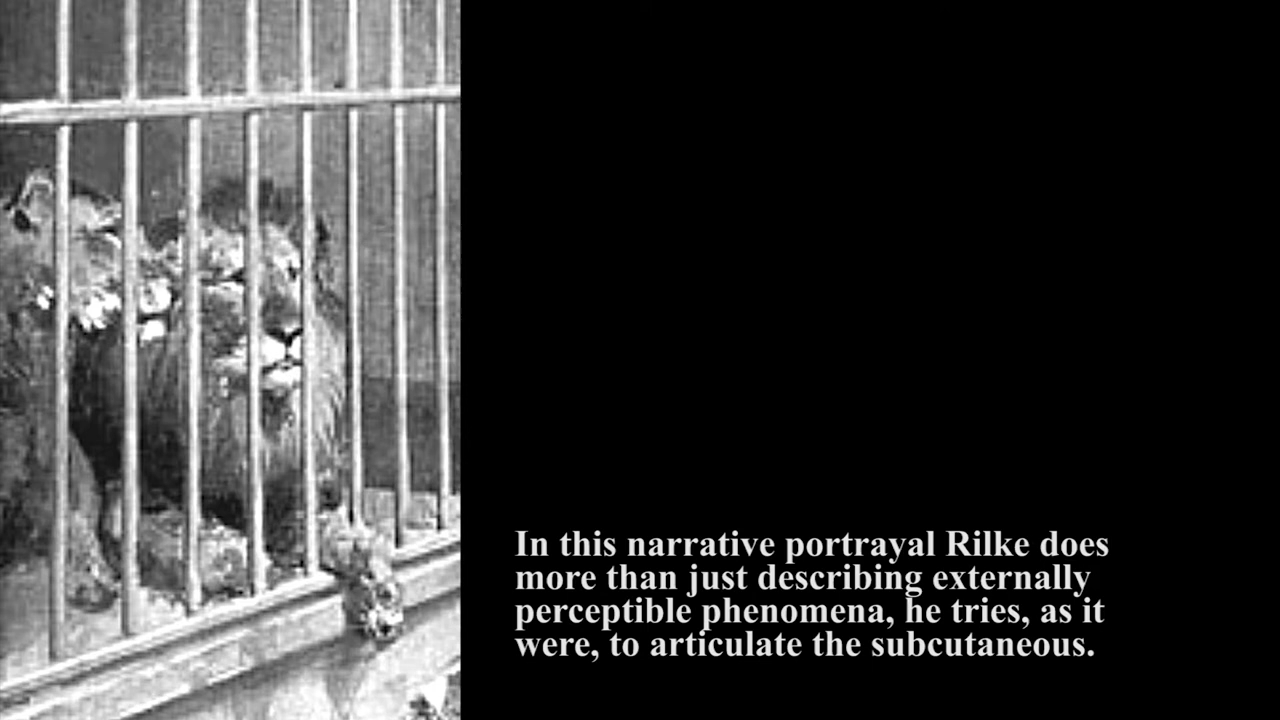 In this narrative portrayal Rilke does
more than just describing externally
perceptible phenomena, he tries, as it
were, to articulate the subcutaneous.